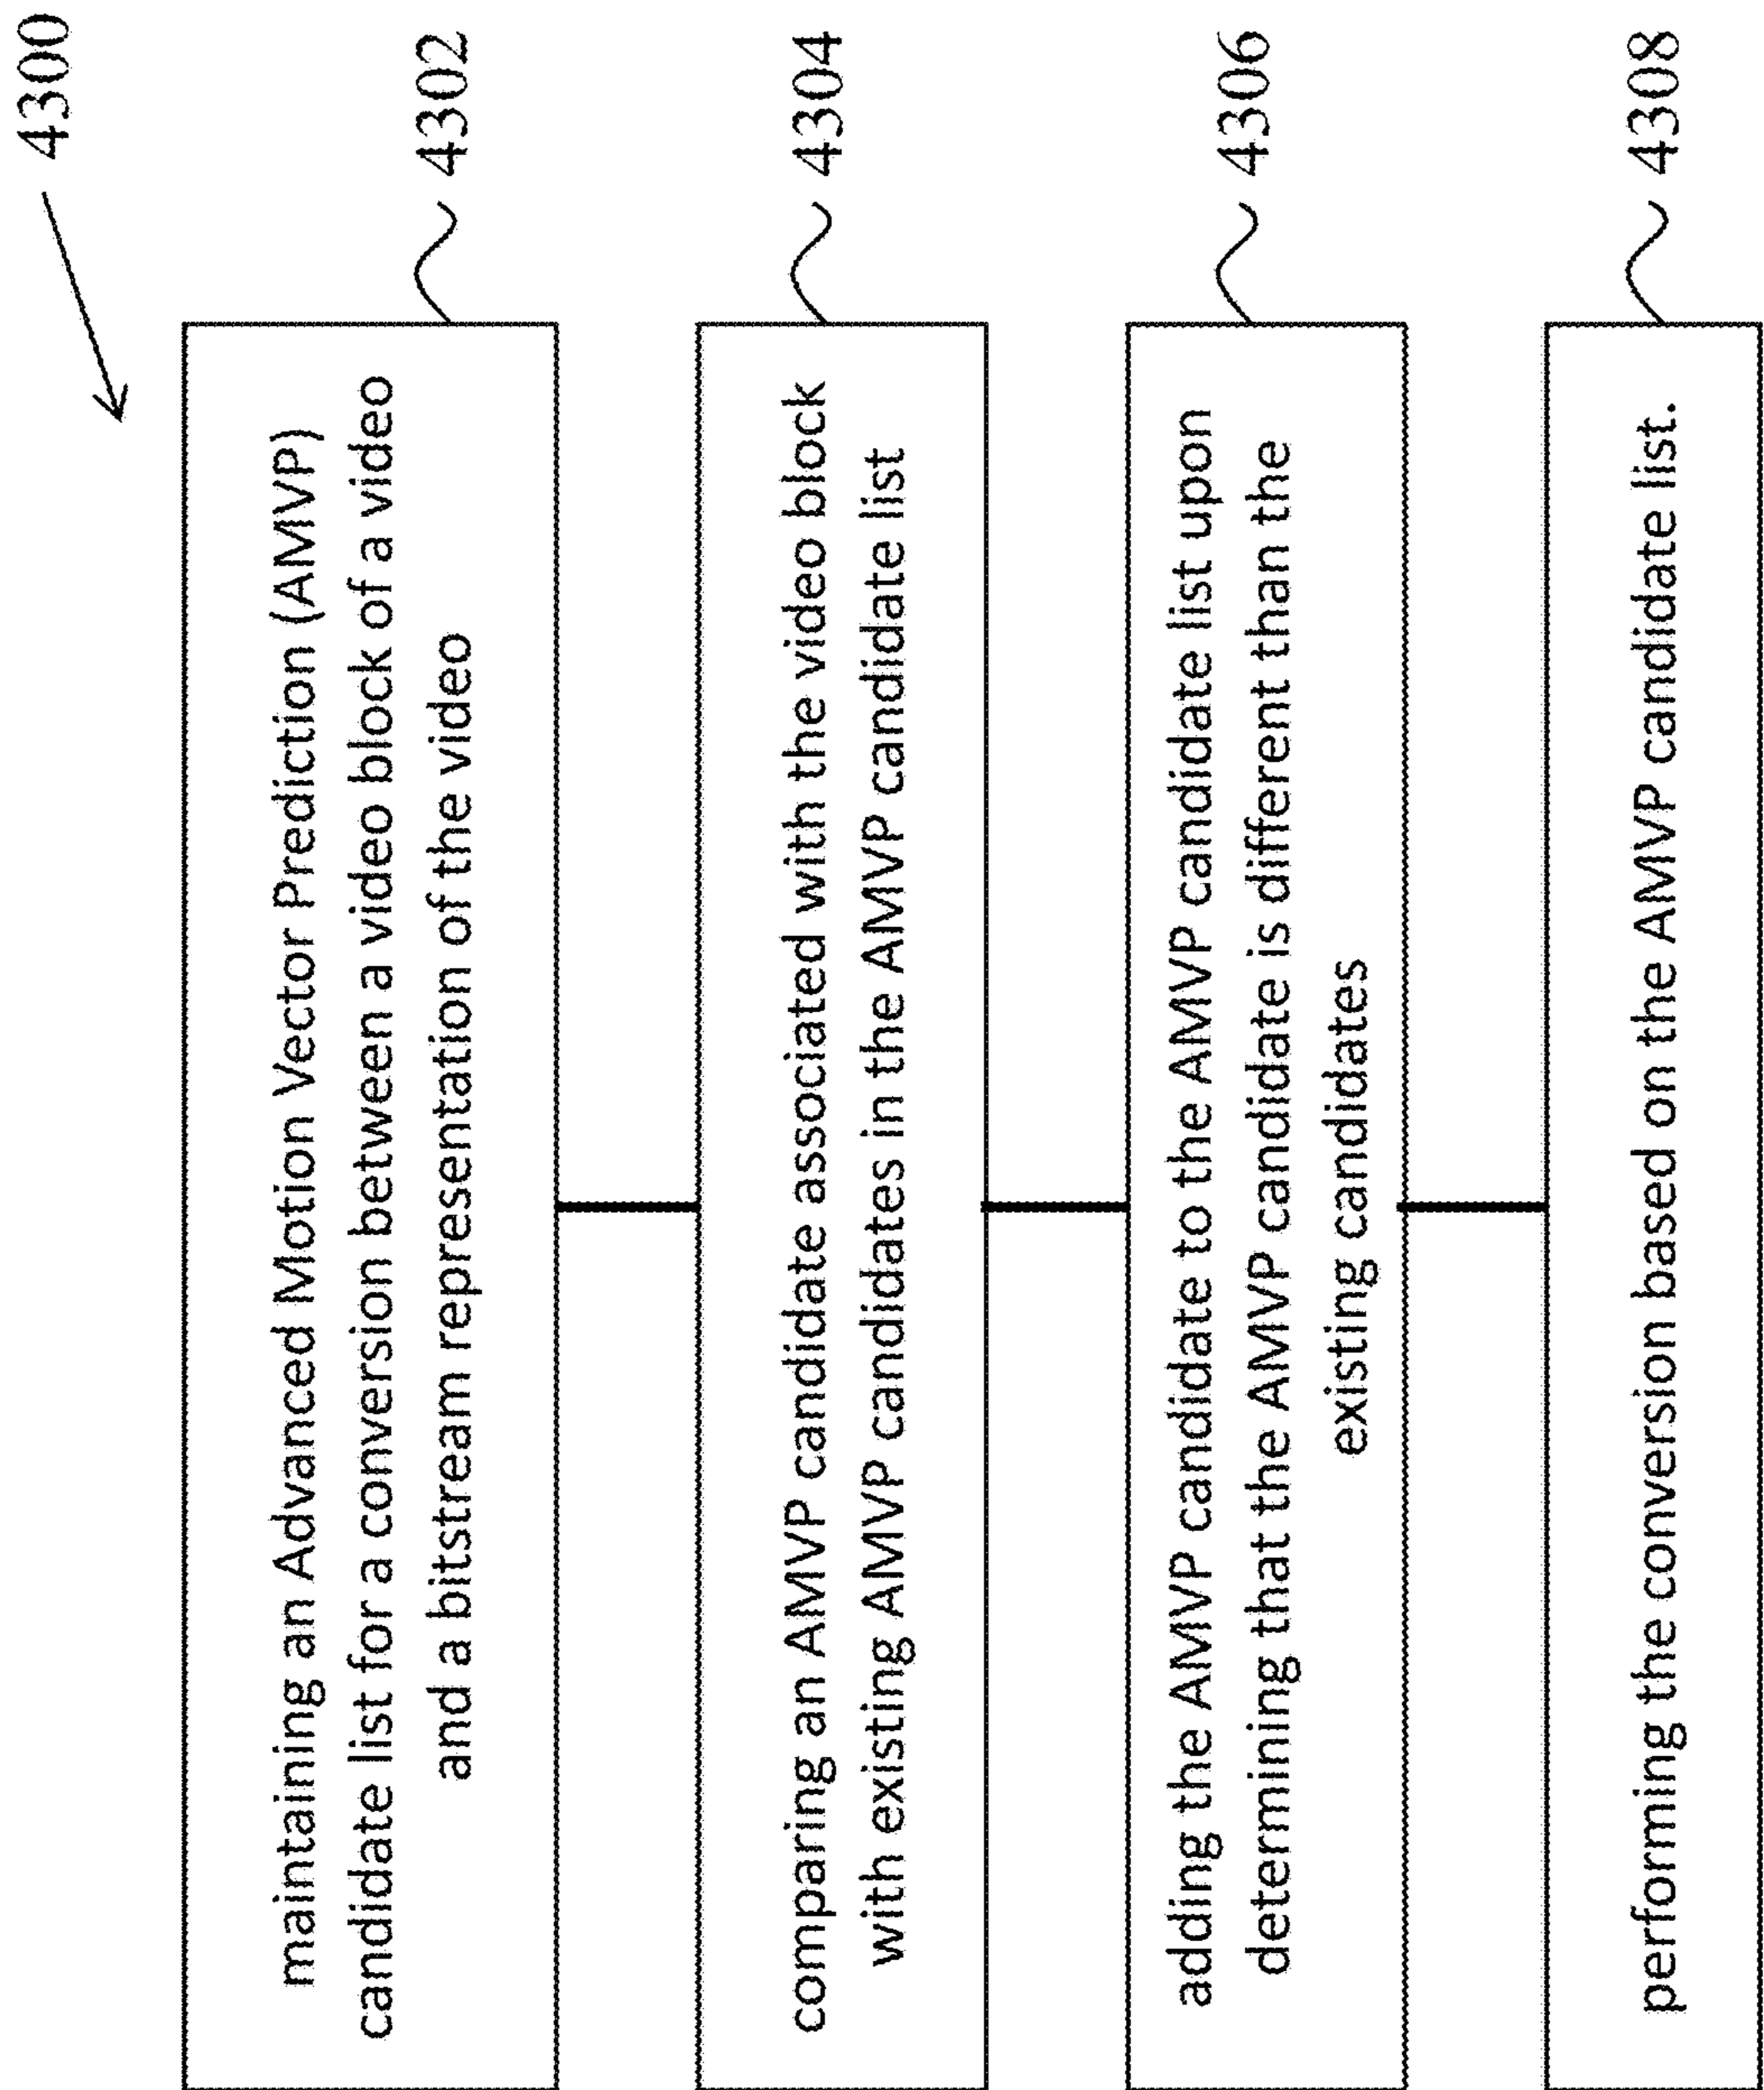 4300
maintaining an Advanced Motion Vector Prediction (AMVP)
candidate list for a conversion between a video block of a video
and a bitstream representation of the video
4302
comparing an AMVP candidate associated with the video block
with existing AMVP candidates in the AMVP candidate list
4304
adding the AMVP candidate to the AMVP candidate list upon
determining that the AMVP candidate is different than the
existing candidates
4306
performing the conversion based on the AMVP candidate list.
4308